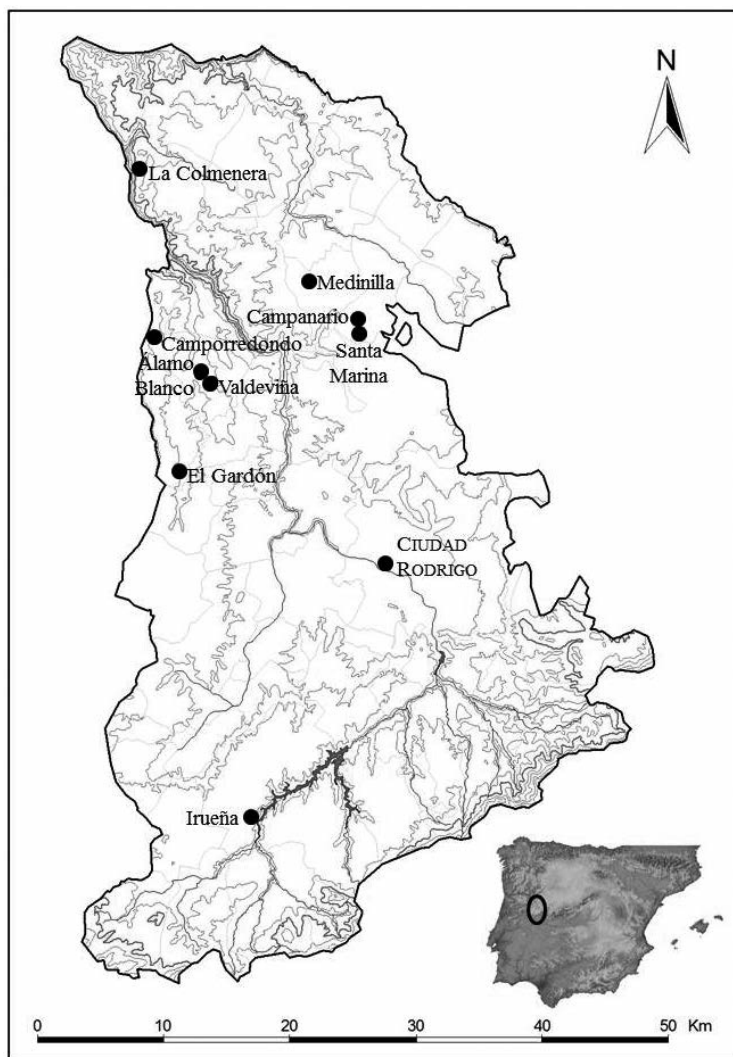 N
La Colmenera
Medinilla
Campanario
Santa
Marina
Camporredondo
Álamo
Blanco
Valdeviña
El Gardón
Ciudad
Rodrigo
Irueña
0 10 20 30 40 50 Km